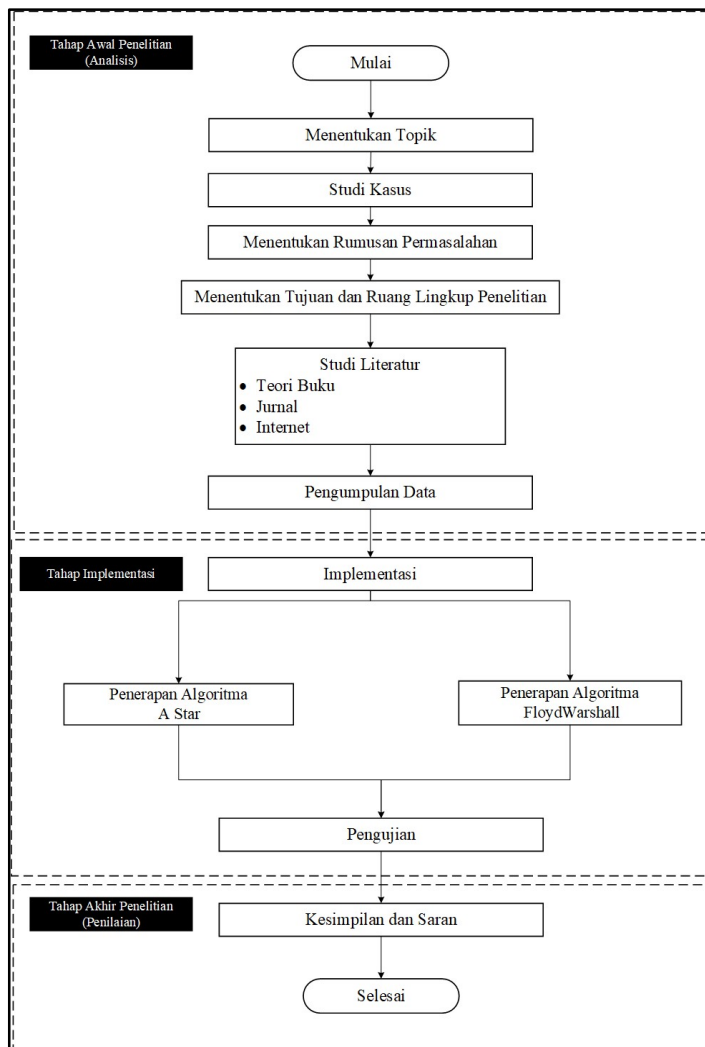 Tahap Awal Penelitian
(Analisis)
Mulai
Menentukan Topik
Studi Kasus
Menentukan Rumusan Permasalahan
Menentukan Tujuan dan Ruang Lingkup Penelitian
Studi Literatur
• Teori Buku
• Jurnal
• Internet
Pengumpulan Data
Tahap Implementasi
Implementasi
Penerapan Algoritma
A Star
Penerapan Algoritma
FloydWarshall
Pengujian
Tahap Akhir Penelitian
(Penilaian)
Kesimpilan dan Saran
Selesai